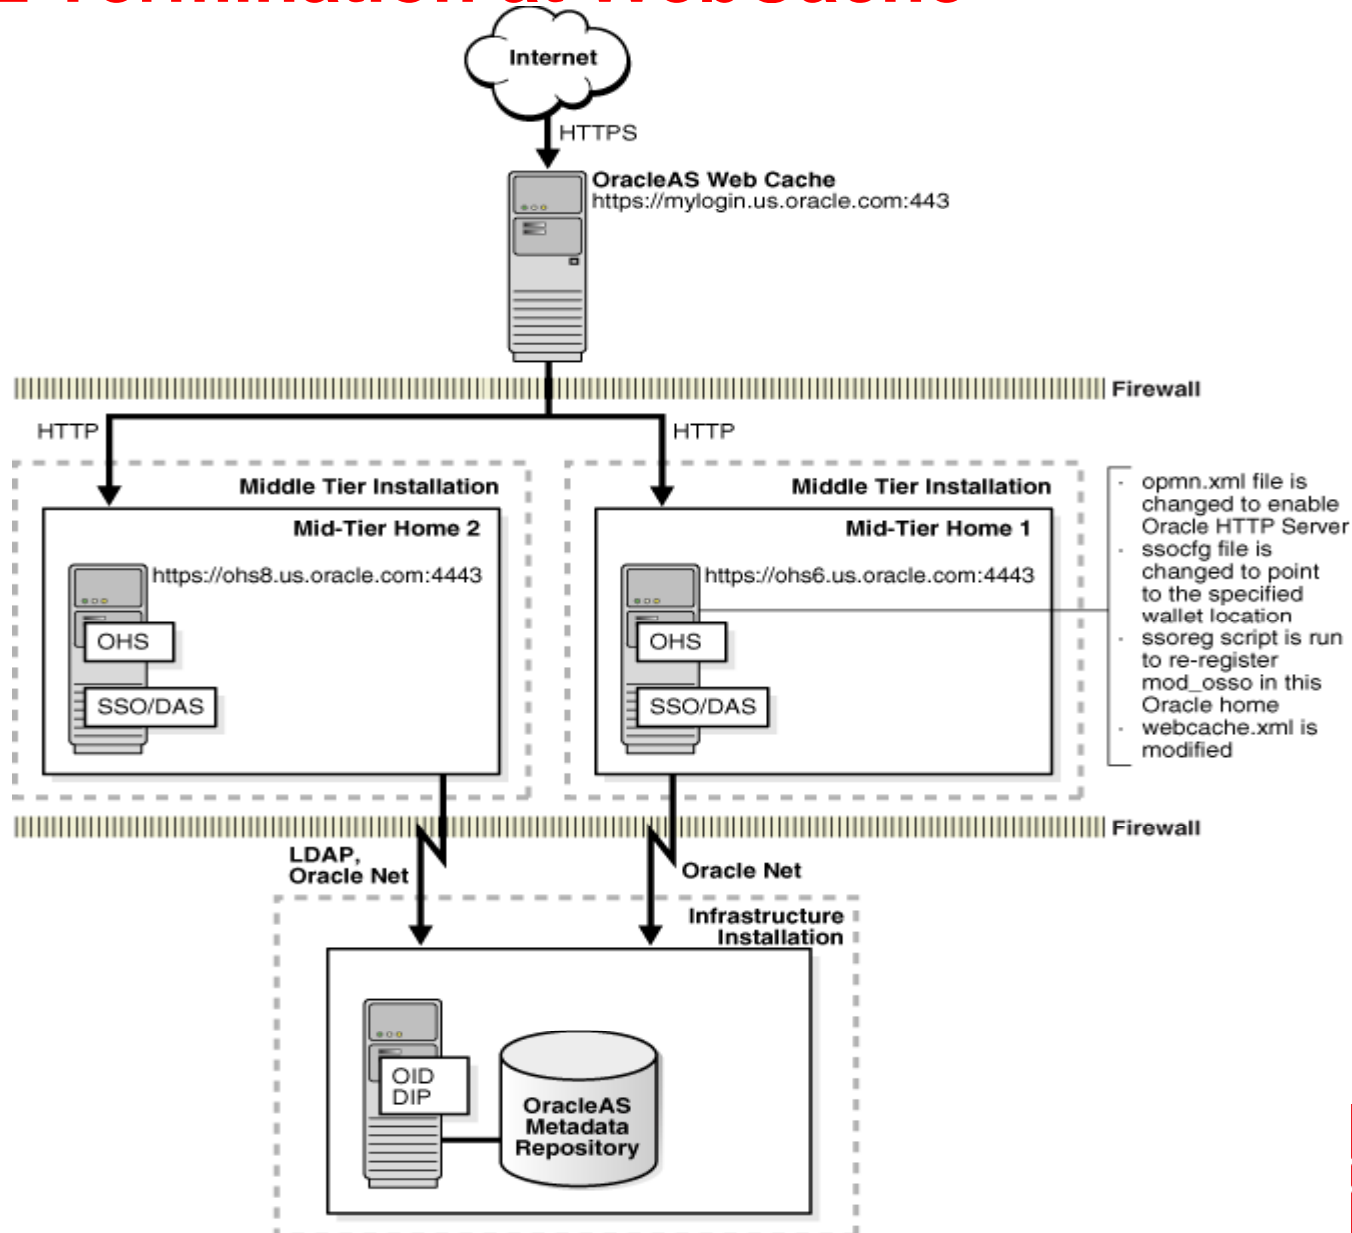 Termination at WebCache
Internet
HTTPS
OracleAS Web Cache
https://mylogin.us.oracle.com:443
Firewall
HTTP
HTTP
Middle Tier Installation
Mid-Tier Home 2
https://ohs8.us.oracle.com:4443
OHS
SSO/DAS
Middle Tier Installation
Mid-Tier Home 1
https://ohs6.us.oracle.com:4443
OHS
SSO/DAS
- opmn.xml file is
changed to enable
Oracle HTTP Server
- ssocfg file is
changed to point
to the specified
wallet location
- ssoreg script is run
to re-register
mod_osso in this
Oracle home
- webcache.xml is
modified
Firewall
LDAP,
Oracle Net
Oracle Net
Infrastructure
Installation
OID
DIP
OracleAS
Metadata
Repository